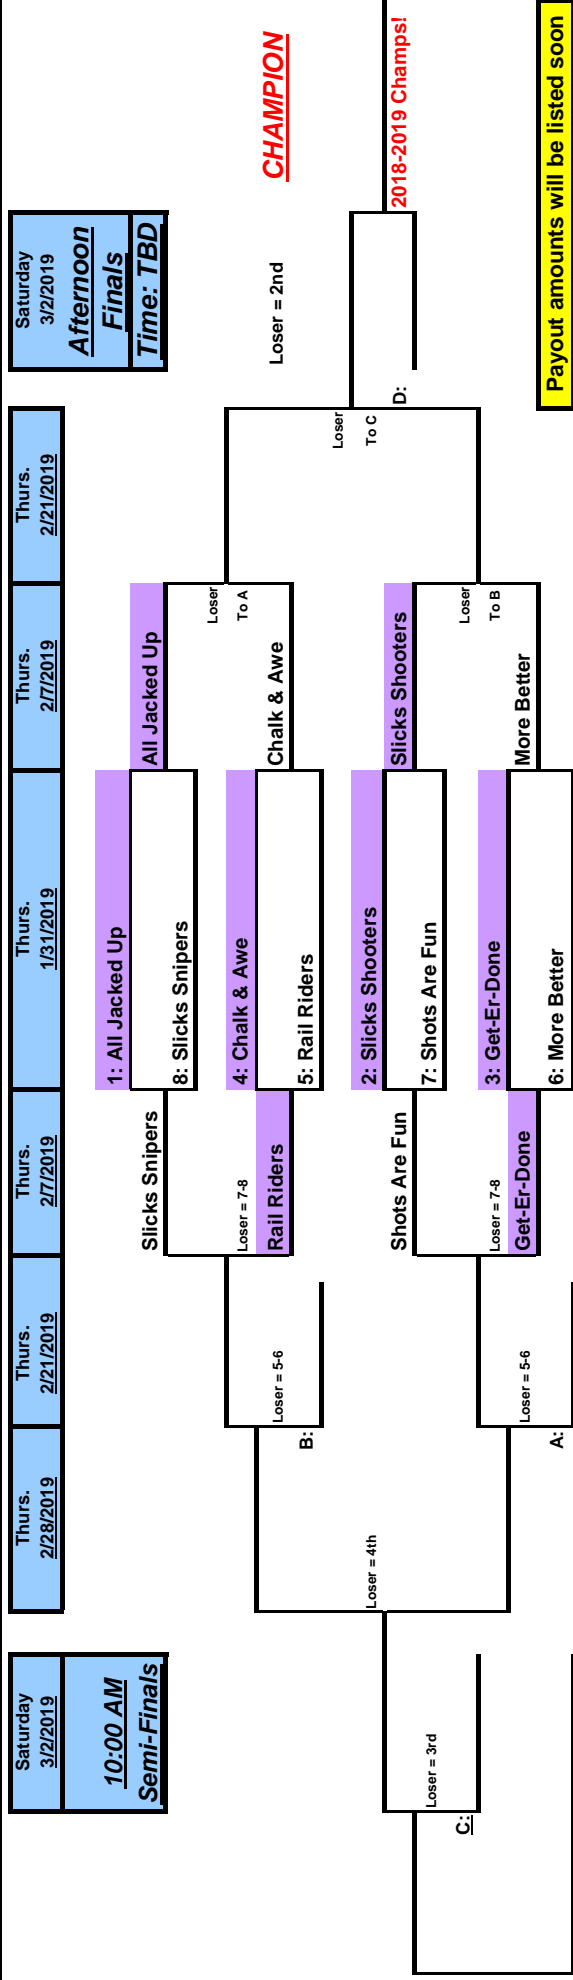 Saturday
3/2/2019
10:00 AM
Semi-Finals
Thurs.
2/28/2019
Thurs.
2/21/2019
Thurs.
2/7/2019
Thurs.
1/31/2019
Thurs.
2/7/2019
Thurs.
2/21/2019
Saturday
3/2/2019
Afternoon
Finals
Time: TBD
1: All Jacked Up
Slicks Snipers
All Jacked Up
8: Slicks Snipers
Loser = 7-8
Loser
To A
4: Chalk & Awe
Rail Riders
Chalk & Awe
CHAMPION
Loser = 2nd
Loser = 5-6
B:
5: Rail Riders
Loser
To C
Loser = 4th
2: Slicks Shooters
Shots Are Fun
Slicks Shooters
D:
2018-2019 Champs!
7: Shots Are Fun
Loser = 3rd
C:
Loser = 7-8
Loser
To B
3: Get-Er-Done
Get-Er-Done
More Better
Loser = 5-6
A:
6: More Better
Payout amounts will be listed soon